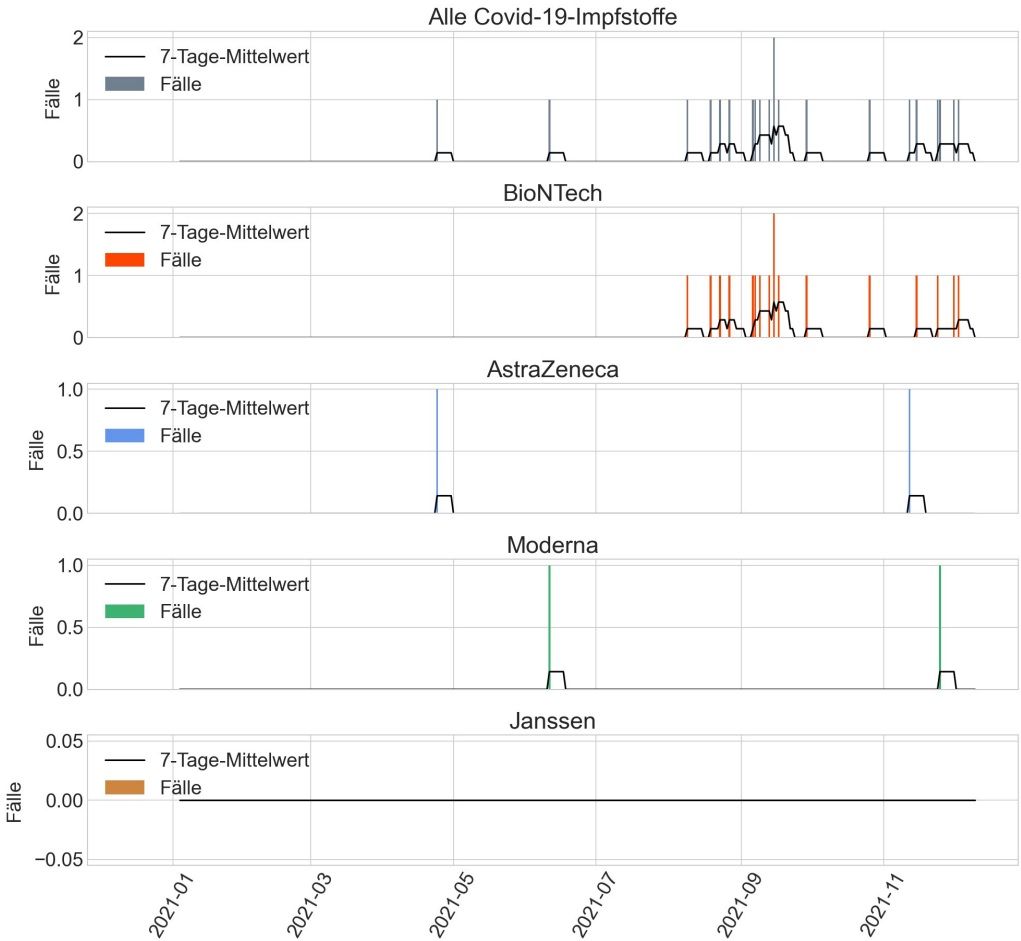 Alle Covid-19-Impfstoffe
2
7-Tage-Mittelwert
Fälle
Fälle
1
0
BioNTech
2
7-Tage-Mittelwert
Fälle
Fälle
1
0
AstraZeneca
1.0
7-Tage-Mittelwert
Fälle
Fälle
0.5
0.0
Moderna
1.0
7-Tage-Mittelwert
Fälle
Fälle
0.5
0.0
Janssen
0.05
7-Tage-Mittelwert
Fälle
Fälle
0.00
−0.05
2021-01 2021-03 2021-05 2021-07 2021-09 2021-11